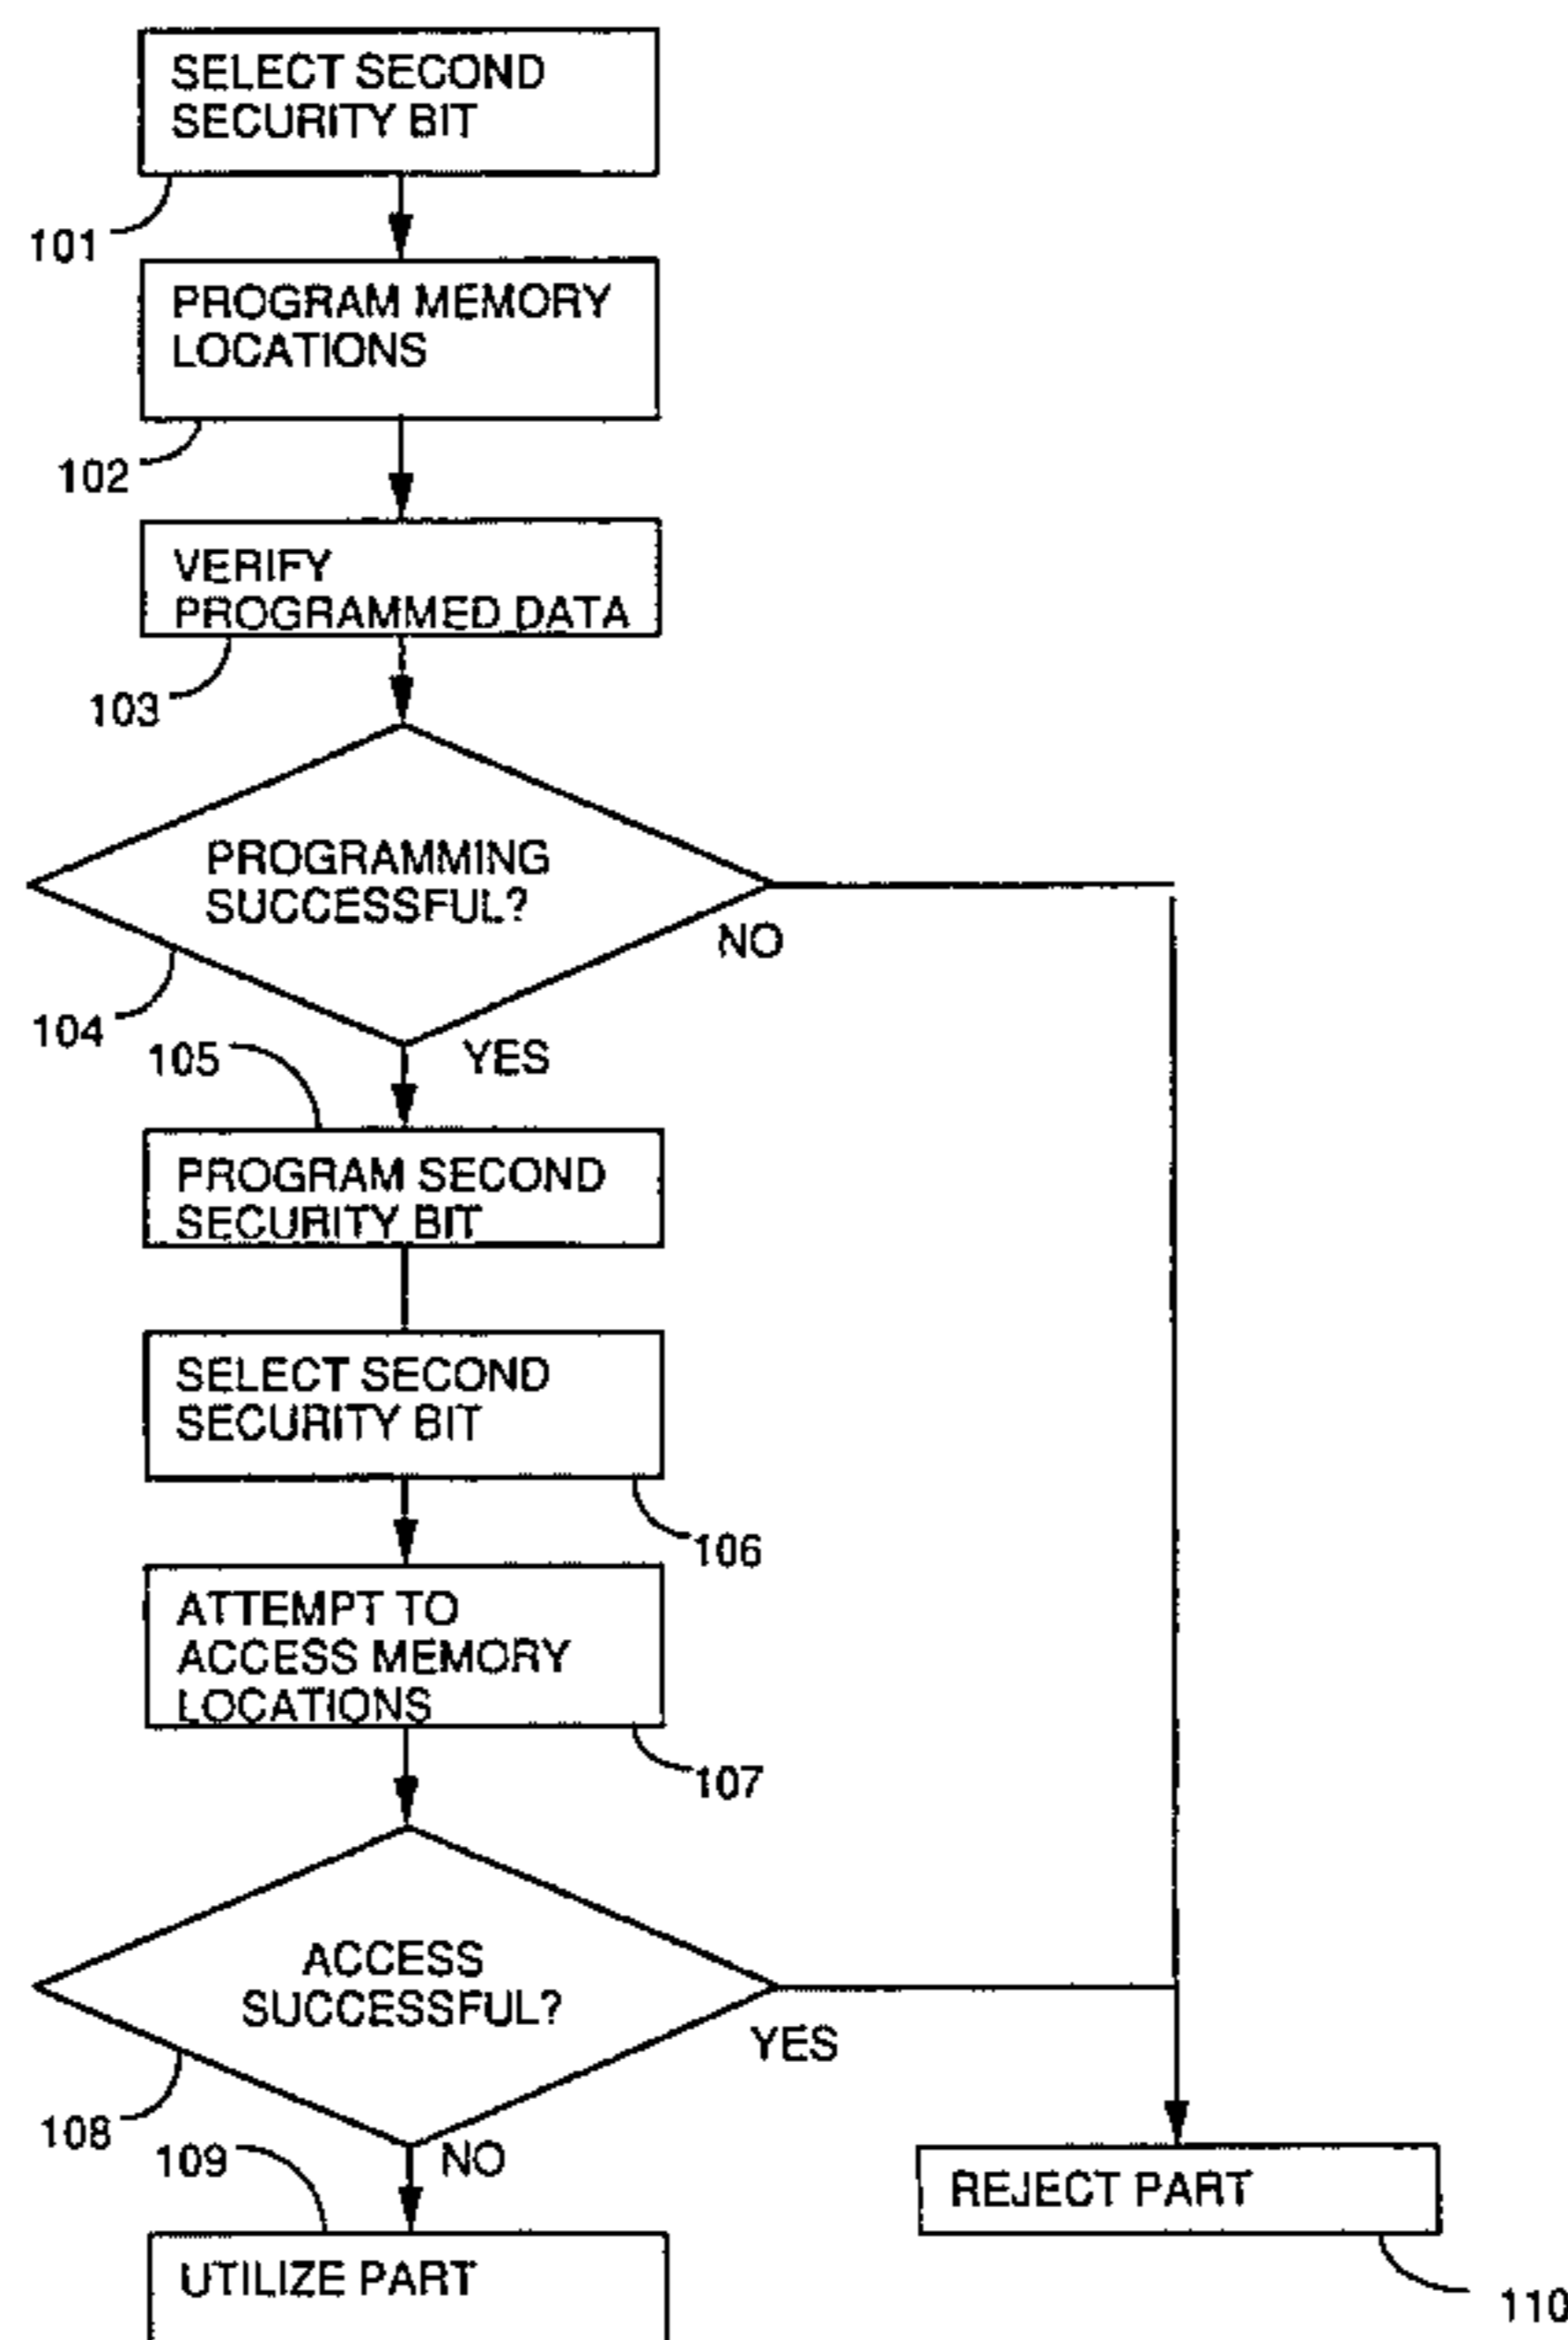 SELECT SECOND
SECURITY BIT
101
PROGRAM MEMORY
LOCATIONS
102
VERIFY
PROGRAMMED DATA
103
PROGRAMMING
SUCCESSFUL?
NO
104
YES
105
PROGRAM SECOND
SECURITY BIT
SELECT SECOND
SECURITY BIT
106
ATTEMPT TO
ACCESS MEMORY
LOCATIONS
107
ACCESS
SUCCESSFUL?
YES
108
NO
109
REJECT PART
UTILIZE PART
110